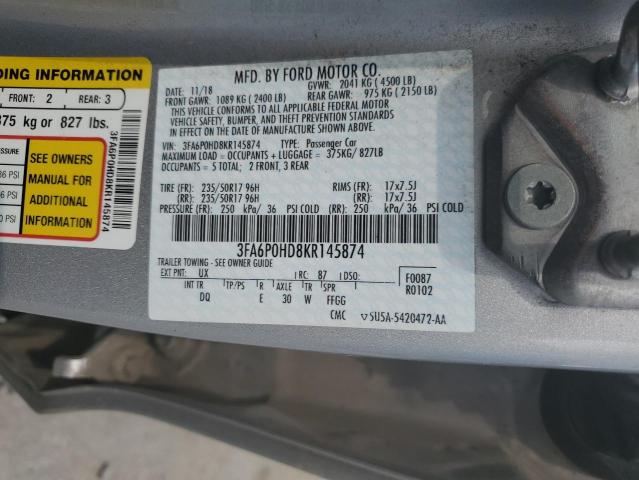 DING INFORMATION
FRONT: 2 REAR: 3
375 kg or 827 lbs.
PRESSURE
36 PSI
36 PSI
0 PSI
SEE OWNERS
MANUAL FOR
ADDITIONAL
INFORMATION
3FA6P0HD8KR145874
MFD. BY FORD MOTOR CO.
DATE: 11/18 GVWR: 2041 KG ( 4500 LB)
FRONT GAWR: 1089 KG ( 2400 LB) REAR GAWR: 975 KG ( 2150 LB)
THIS VEHICLE CONFORMS TO ALL APPLICABLE FEDERAL MOTOR
VEHICLE SAFETY, BUMPER, AND THEFT PREVENTION STANDARDS
IN EFFECT ON THE DATE OF MANUFACTURE SHOWN ABOVE.
VIN: 3FA6P0HD8KR145874 TYPE: Passenger Car
MAXIMUM LOAD = OCCUPANTS + LUGGAGE = 375KG/ 827LB
OCCUPANTS = 5 TOTAL; 2 FRONT, 3 REAR
TIRE (FR): 235/50R17 96H RIMS (FR): 17x7.5J
(RR): 235/50R17 96H (RR): 17x7.5J
PRESSURE (FR): 250 kPa/ 36 PSI COLD (RR): 250 kPa/ 36 PSI COLD
3FA6P0HD8KR145874
TRAILER TOWING - SEE OWNER GUIDE
EXT PNT: UX RC: 87 DSO: F0087
INT TR TP/PS R AXLE TR SPR R0102
DQ E 30 W FFGG
CMC SU5A-5420472-AA